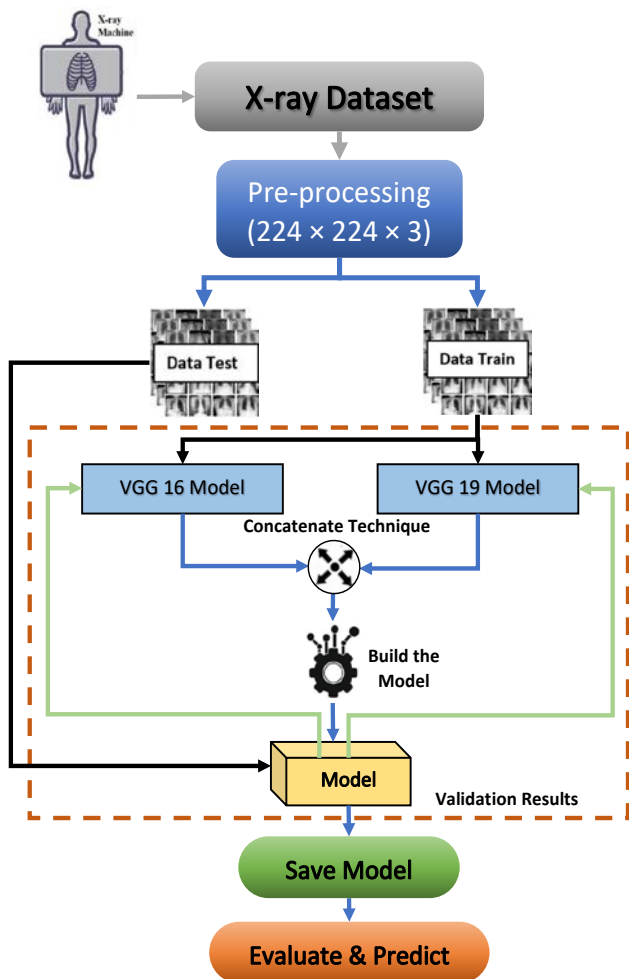 X-ray
Machine
X-ray Dataset
Pre-processing
(224 × 224 × 3)
Data Test
Data Train
VGG 16 Model
VGG 19 Model
Concatenate Technique
Build the
Model
Model
Validation Results
Save Model
Evaluate & Predict